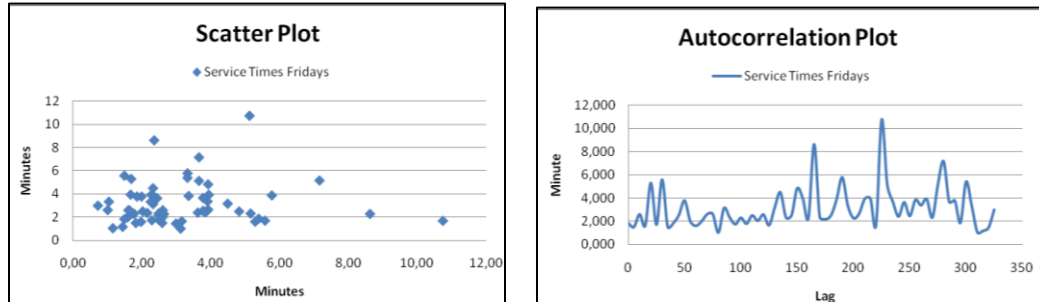 Scatter Plot
Service Times Fridays
12
10
8
6
4
2
0
Minutes
0,00 2,00 4,00 6,00 8,00 10,00 12,00
Minutes
Autocorrelation Plot
Service Times Fridays
12,000
10,000
8,000
6,000
4,000
2,000
0,000
Minute
0 50 100 150 200 250 300 350
Lag